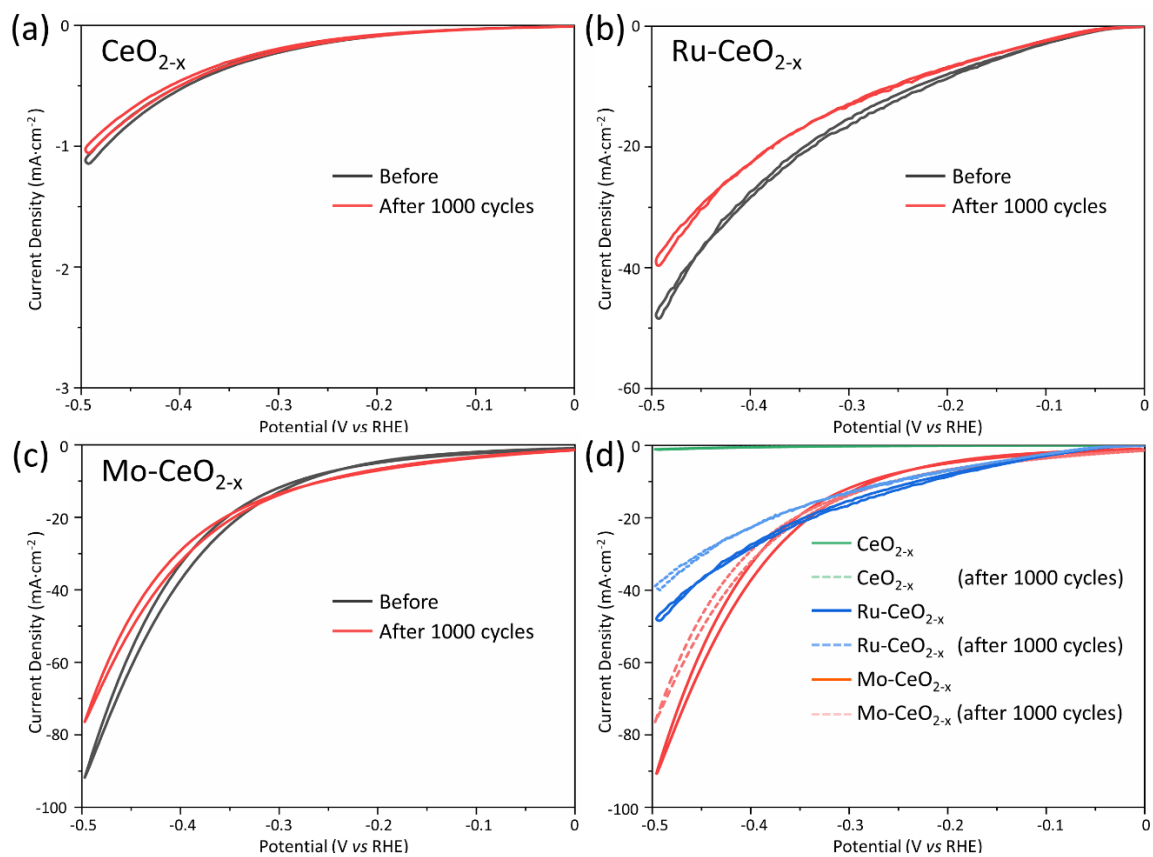 (a)
CeO2-x
0
-1
-2
-3
Current Density (mA·cm-2)
Before
After 1000 cycles
-0.5
-0.4
-0.3
-0.2
-0.1
0
Potential (V vs RHE)
(b)
Ru-CeO2-x
0
-20
-40
-60
Current Density (mA·cm-2)
Before
After 1000 cycles
-0.5
-0.4
-0.3
-0.2
-0.1
0
Potential (V vs RHE)
(c)
Mo-CeO2-x
0
-20
-40
-60
-80
-100
Current Density (mA·cm-2)
Before
After 1000 cycles
-0.5
-0.4
-0.3
-0.2
-0.1
0
Potential (V vs RHE)
(d)
0
-20
-40
-60
-80
-100
Current Density (mA·cm-2)
CeO2-x
CeO2-x (after 1000 cycles)
Ru-CeO2-x
Ru-CeO2-x (after 1000 cycles)
Mo-CeO2-x
Mo-CeO2-x (after 1000 cycles)
-0.5
-0.4
-0.3
-0.2
-0.1
0
Potential (V vs RHE)